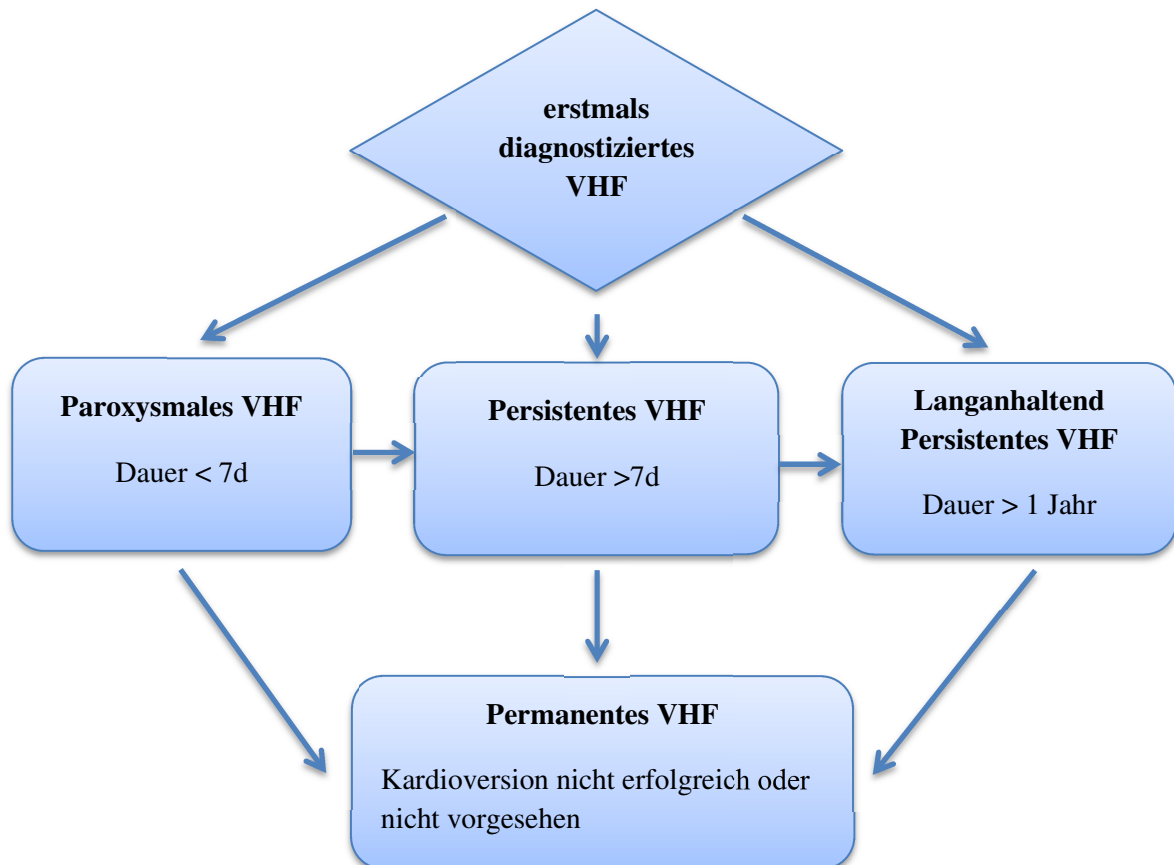 erstmals
diagnostiziertes
VHF
Paroxysmales VHF
Dauer < 7d
Persistentes VHF
Dauer >7d
Langanhaltend
Persistentes VHF
Dauer > 1 Jahr
Permanentes VHF
Kardioversion nicht erfolgreich oder
nicht vorgesehen